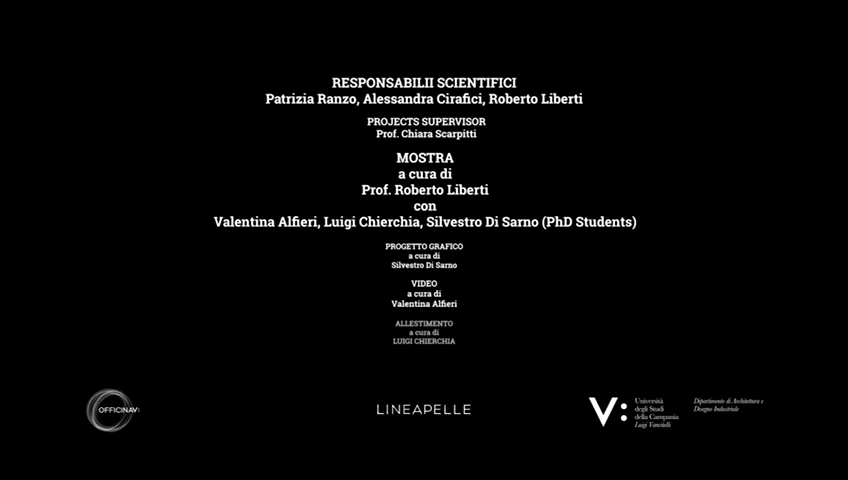 RESPONSABILII SCIENTIFICI
Patrizia Ranzo, Alessandra Cirafici, Roberto Liberti
PROJECTS SUPERVISOR
Prof. Chiara Scarpitti
MOSTRA
a cura di
Prof. Roberto Liberti
con
Valentina Alfieri, Luigi Chierchia, Silvestro Di Sarno (PhD Students)
PROGETTO GRAFICO
a cura di
Silvestro Di Sarno
VIDEO
a cura di
Valentina Alfieri
ALLESTIMENTO
a cura di
LUIGI CHIERCHIA
OFFICINAV:
LINEAPELLE
V:
Università
degli Studi
della Campania
Luigi Vanvitelli
Dipartimento di Architettura e
Disegno Industriale